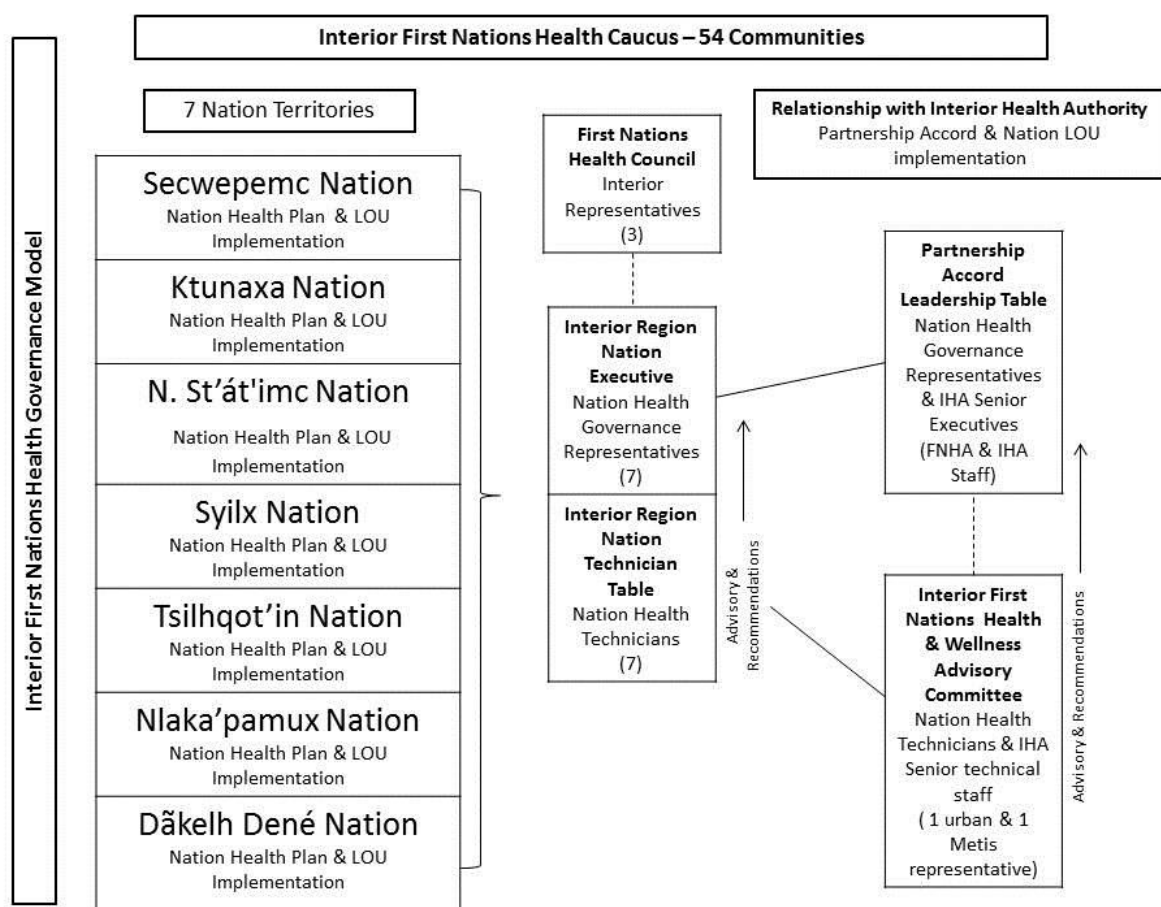 Interior First Nations Health Caucus – 54 Communities
Interior First Nations Health Governance Model
7 Nation Territories
Secwepemc Nation
Nation Health Plan & LOU
Implementation
Ktunaxa Nation
Nation Health Plan & LOU
Implementation
N. St’át'imc Nation
Nation Health Plan & LOU
Implementation
Syilx Nation
Nation Health Plan & LOU
Implementation
Tsilhqot’in Nation
Nation Health Plan & LOU
Implementation
Nlaka’pamux Nation
Nation Health Plan & LOU
Implementation
Dãkelh Dené Nation
Nation Health Plan & LOU
Implementation
First Nations
Health Council
Interior
Representatives
(3)
Interior Region
Nation
Executive
Nation Health
Governance
Representatives
(7)
Interior Region
Nation
Technician
Table
Nation Health
Technicians
(7)
Advisory &
Recommendations
Relationship with Interior Health Authority
Partnership Accord & Nation LOU
implementation
Partnership
Accord
Leadership Table
Nation Health
Governance
Representatives
& IHA Senior
Executives
(FNHA & IHA
Staff)
Interior First
Nations Health
& Wellness
Advisory
Committee
Nation Health
Technicians & IHA
Senior technical
staff
( 1 urban & 1
Metis
representative)
Advisory & Recommendations